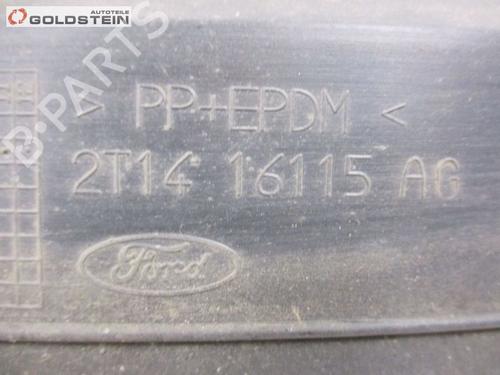 AUTOTEILE
GOLDSTEIN
B-PARTS
> PP+EPDM <
2T14 16115 AG
Ford